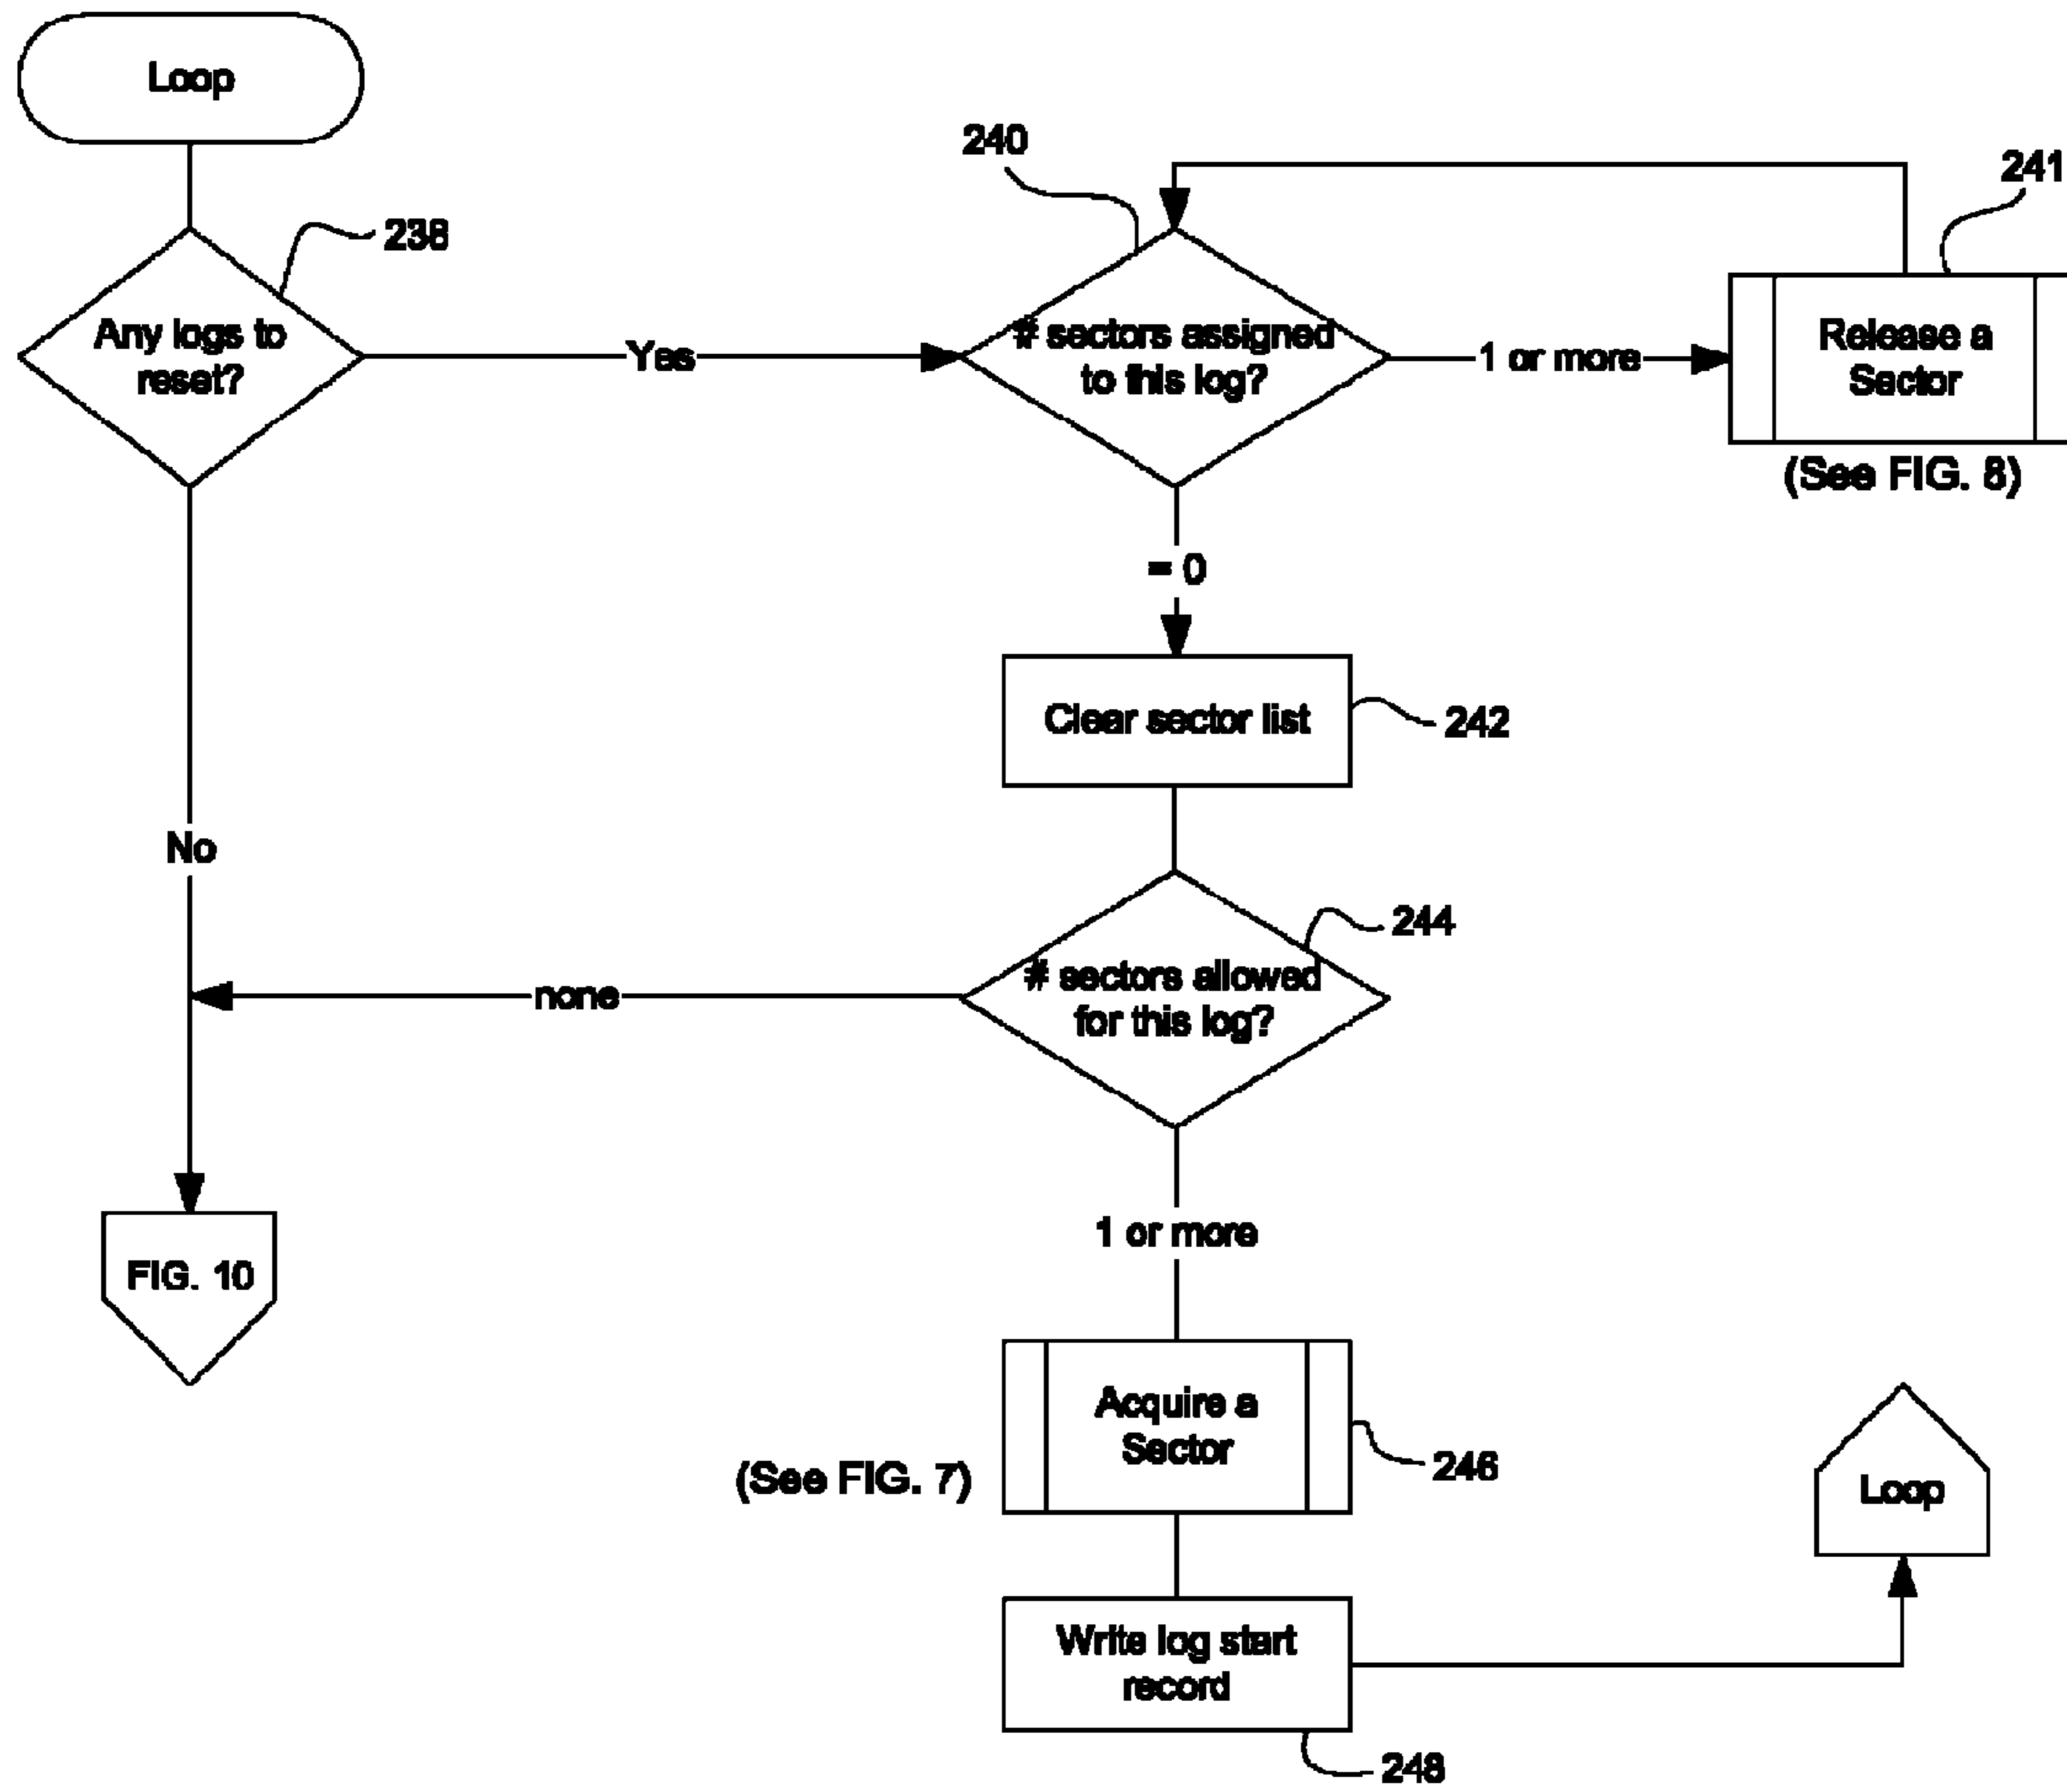 Loop
240
241
238
Any logs to
reset?
Yes
# sectors assigned
to this log?
1 or more
Release a
Sector
(See FIG. 8)
= 0
Clear sector list
242
No
244
# sectors allowed
for this log?
none
1 or more
FIG. 10
Acquire a
Sector
246
(See FIG. 7)
Loop
Write log start
record
248